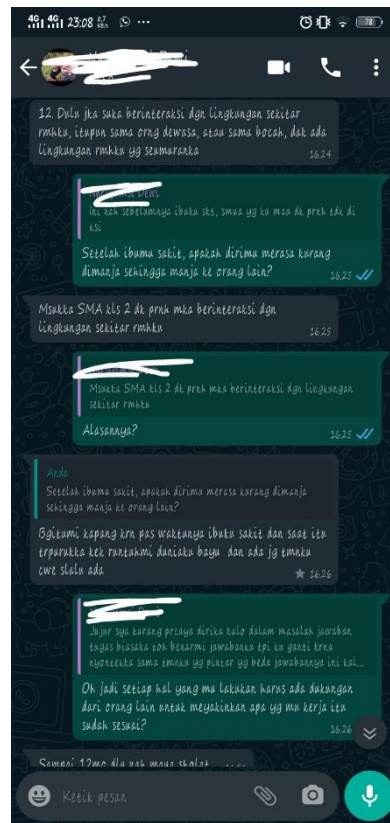 4G 4G 23:08
78
12. Dulu jka suka berinteraksi dgn lingkungan sekitar
rmhku, itupun sama orng dewasa, atau sama bocah, dak ada
lingkungan rmhku yg seumuranka
16.24
Dewi
ini nah sebelumnya ibuku skt, smua yg ku mau dk prnh tdk di
ksi
Setelah ibumu sakit, apakah dirimu merasa kurang
dimanja sehingga manja ke orang lain?
16.25
Msukka SMA kls 2 dk prnh mka berinteraksi dgn
lingkungan sekitar rmhku
16.25
Msukka SMA kls 2 dk prnh mka berinteraksi dgn lingkungan
sekitar rmhku
Alasannya?
16.25
Anda
Setelah ibumu sakit, apakah dirimu merasa kurang dimanja
sehingga manja ke orang lain?
Bgitumi kapang krn pas waktunya ibuku sakit dan saat itu
trpurukka kek runtuhmi duniaku bayu dan ada jg tmnku
cwe slalu ada
16.26
Jujur sya kurang prcaya dirika kalo dalam masalah jawaban
tugas biasaka toh benarmi jawabanku tpi ku ganti krna
nyontekka sama tmnku yg pintar yg beda jawabannya ini kal...
Oh jadi setiap hal yang mu lakukan harus ada dukungan
dari orang lain untuk meyakinkan apa yg mu kerja itu
sudah sesuai?
16.26
Ketik pesan